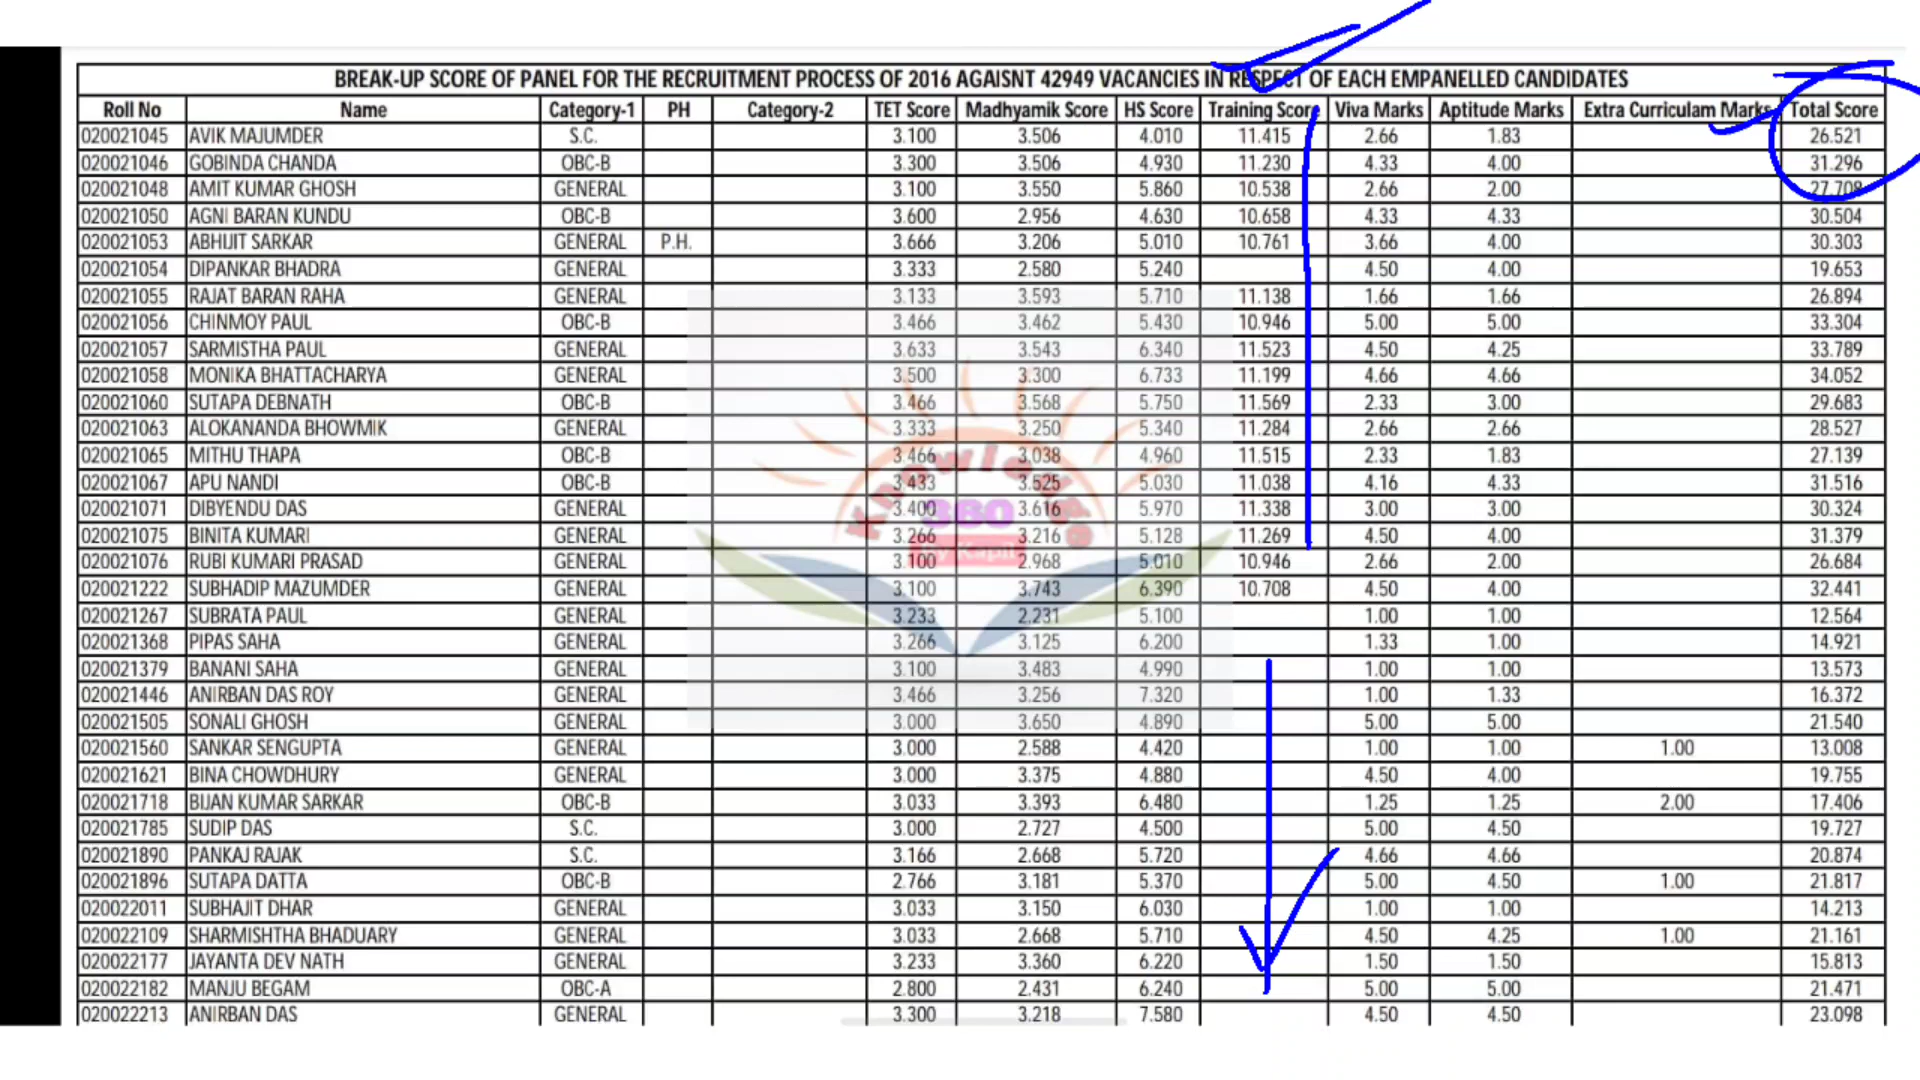 BREAK-UP SCORE OF PANEL FOR THE RECRUITMENT PROCESS OF 2016 AGAISNT 42949 VACANCIES IN RESPECT OF EACH EMPANELLED CANDIDATES
Roll No Name Category-1 PH Category-2 TET Score Madhyamik Score HS Score Training Score Viva Marks Aptitude Marks Extra Curriculam Marks Total Score
020021045 AVIK MAJUMDER S.C. 3.100 3.506 4.010 11.415 2.66 1.83 26.521
020021046 GOBINDA CHANDA OBC-B 3.300 3.506 4.930 11.230 4.33 4.00 31.296
020021048 AMIT KUMAR GHOSH GENERAL 3.100 3.550 5.860 10.538 2.66 2.00 27.708
020021050 AGNI BARAN KUNDU OBC-B 3.600 2.956 4.630 10.658 4.33 4.33 30.504
020021053 ABHIJIT SARKAR GENERAL P.H. 3.666 3.206 5.010 10.761 3.66 4.00 30.303
020021054 DIPANKAR BHADRA GENERAL 3.333 2.580 5.240 4.50 4.00 19.653
020021055 RAJAT BARAN RAHA GENERAL 3.133 3.593 5.710 11.138 1.66 1.66 26.894
020021056 CHINMOY PAUL OBC-B 3.466 3.462 5.430 10.946 5.00 5.00 33.304
020021057 SARMISTHA PAUL GENERAL 3.633 3.543 6.340 11.523 4.50 4.25 33.789
020021058 MONIKA BHATTACHARYA GENERAL 3.500 3.300 6.733 11.199 4.66 4.66 34.052
020021060 SUTAPA DEBNATH OBC-B 3.466 3.568 5.750 11.569 2.33 3.00 29.683
020021063 ALOKANANDA BHOWMIK GENERAL 3.333 3.250 5.340 11.284 2.66 2.66 28.527
020021065 MITHU THAPA OBC-B 3.466 3.038 4.960 11.515 2.33 1.83 27.139
020021067 APU NANDI OBC-B 3.433 3.525 5.030 11.038 4.16 4.33 31.516
020021071 DIBYENDU DAS GENERAL 3.400 3.616 5.970 11.338 3.00 3.00 30.324
020021075 BINITA KUMARI GENERAL 3.266 3.216 5.128 11.269 4.50 4.00 31.379
020021076 RUBI KUMARI PRASAD GENERAL 3.100 2.968 5.010 10.946 2.66 2.00 26.684
020021222 SUBHADIP MAZUMDER GENERAL 3.100 3.743 6.390 10.708 4.50 4.00 32.441
020021267 SUBRATA PAUL GENERAL 3.233 2.231 5.100 1.00 1.00 12.564
020021368 PIPAS SAHA GENERAL 3.266 3.125 6.200 1.33 1.00 14.921
020021379 BANANI SAHA GENERAL 3.100 3.483 4.990 1.00 1.00 13.573
020021446 ANIRBAN DAS ROY GENERAL 3.466 3.256 7.320 1.00 1.33 16.372
020021505 SONALI GHOSH GENERAL 3.000 3.650 4.890 5.00 5.00 21.540
020021560 SANKAR SENGUPTA GENERAL 3.000 2.588 4.420 1.00 1.00 1.00 13.008
020021621 BINA CHOWDHURY GENERAL 3.000 3.375 4.880 4.50 4.00 19.755
020021718 BIJAN KUMAR SARKAR OBC-B 3.033 3.393 6.480 1.25 1.25 2.00 17.406
020021785 SUDIP DAS S.C. 3.000 2.727 4.500 5.00 4.50 19.727
020021890 PANKAJ RAJAK S.C. 3.166 2.668 5.720 4.66 4.66 20.874
020021896 SUTAPA DATTA OBC-B 2.766 3.181 5.370 5.00 4.50 1.00 21.817
020022011 SUBHAJIT DHAR GENERAL 3.033 3.150 6.030 1.00 1.00 14.213
020022109 SHARMISHTHA BHADUARY GENERAL 3.033 2.668 5.710 4.50 4.25 1.00 21.161
020022177 JAYANTA DEV NATH GENERAL 3.233 3.360 6.220 1.50 1.50 15.813
020022182 MANJU BEGAM OBC-A 2.800 2.431 6.240 5.00 5.00 21.471
020022213 ANIRBAN DAS GENERAL 3.300 3.218 7.580 4.50 4.50 23.098
Knowledge
360
By Kapil